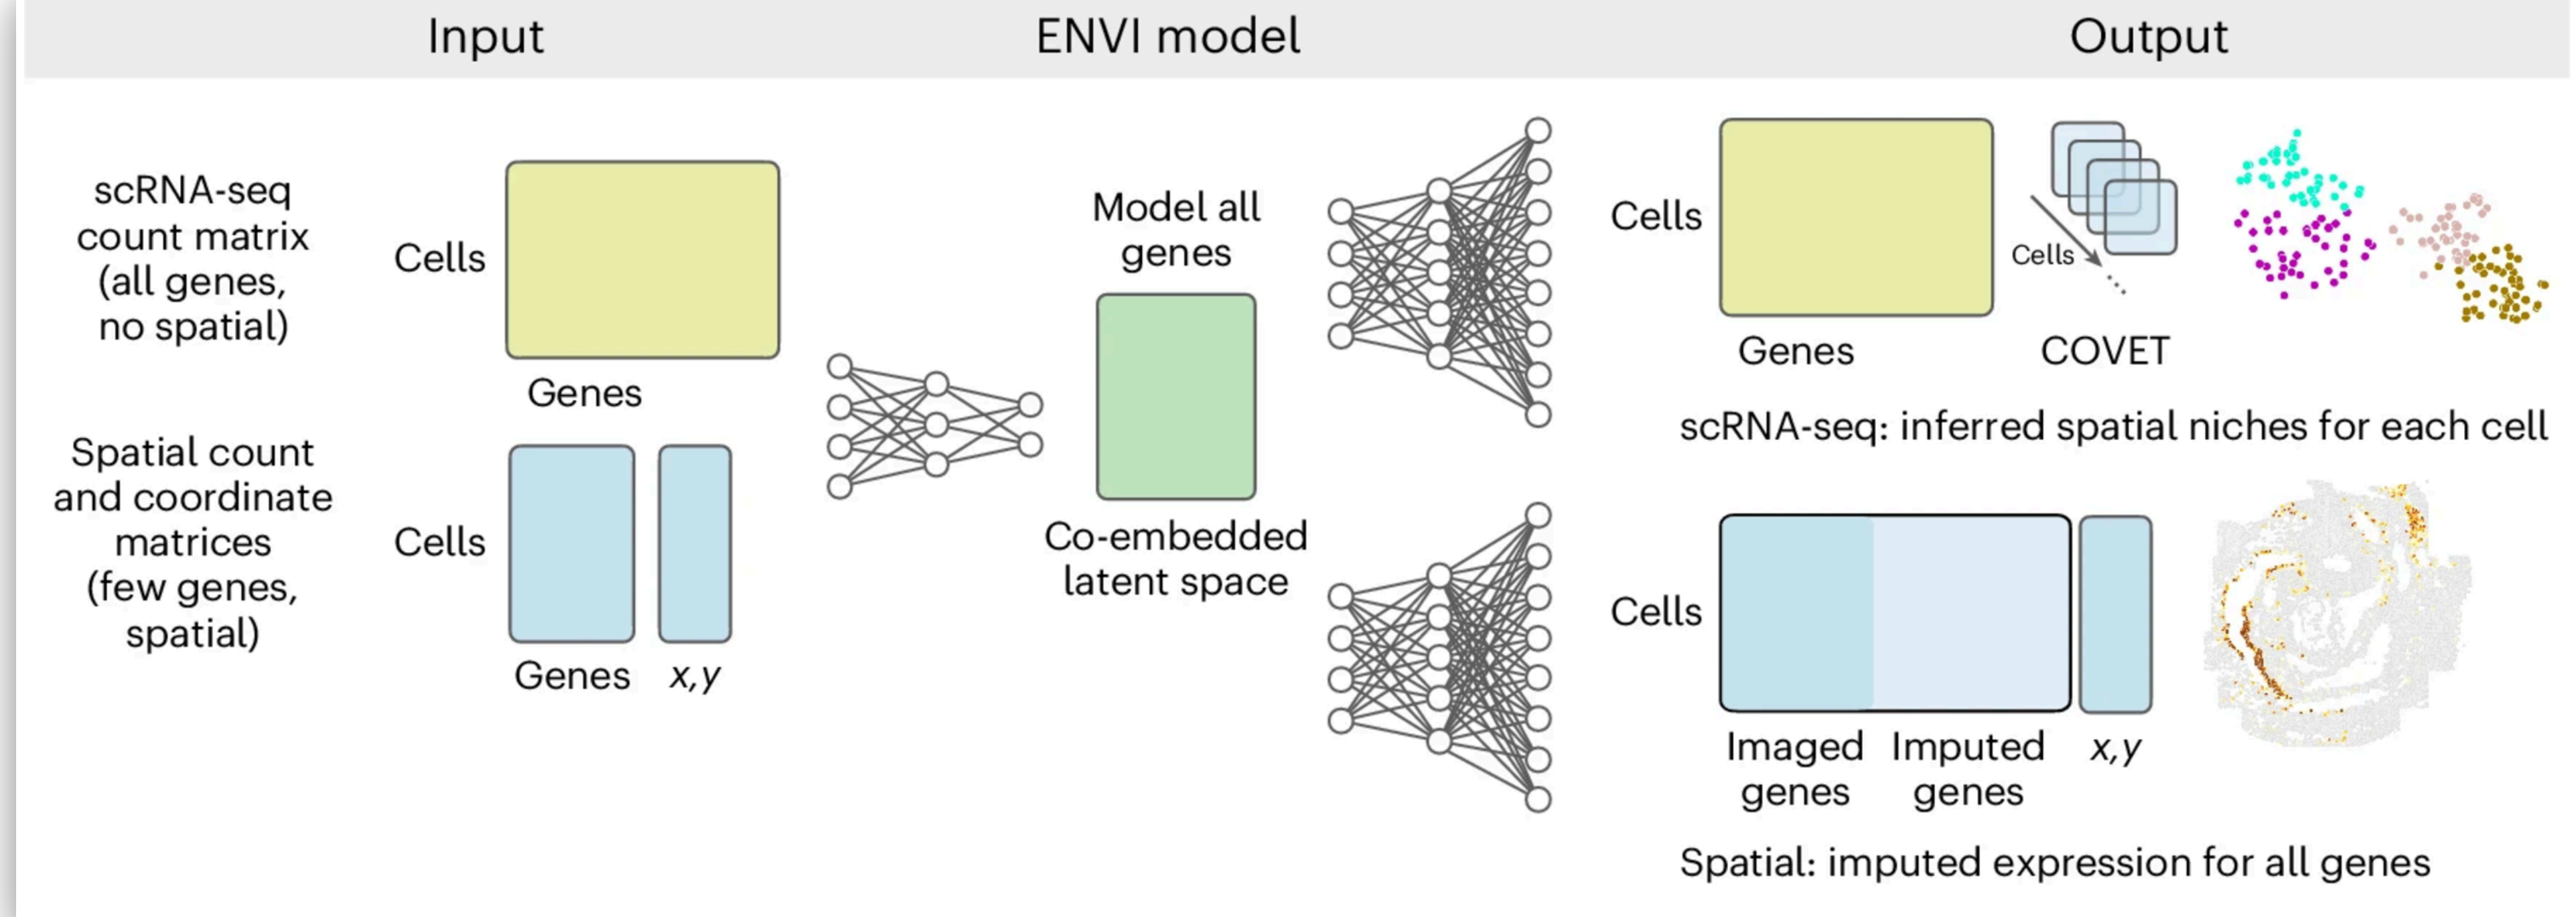 Input
ENVI model
Output
scRNA-seq
count matrix
(all genes,
no spatial)
Cells
Genes
Spatial count
and coordinate
matrices
(few genes,
spatial)
Cells
Genes
x,y
Model all
genes
Co-embedded
latent space
Cells
Genes
Cells
COVET
scRNA-seq: inferred spatial niches for each cell
Cells
Imaged
genes
Imputed
genes
x,y
Spatial: imputed expression for all genes